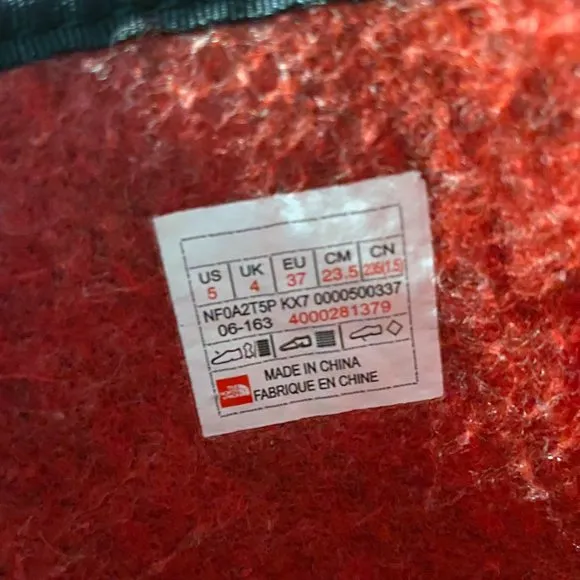 US UK EU CM CN
5 4 37 23.5 235(1.5)
NF0A2T5P KX7 0000500337
06-163 4000281379
MADE IN CHINA
FABRIQUE EN CHINE